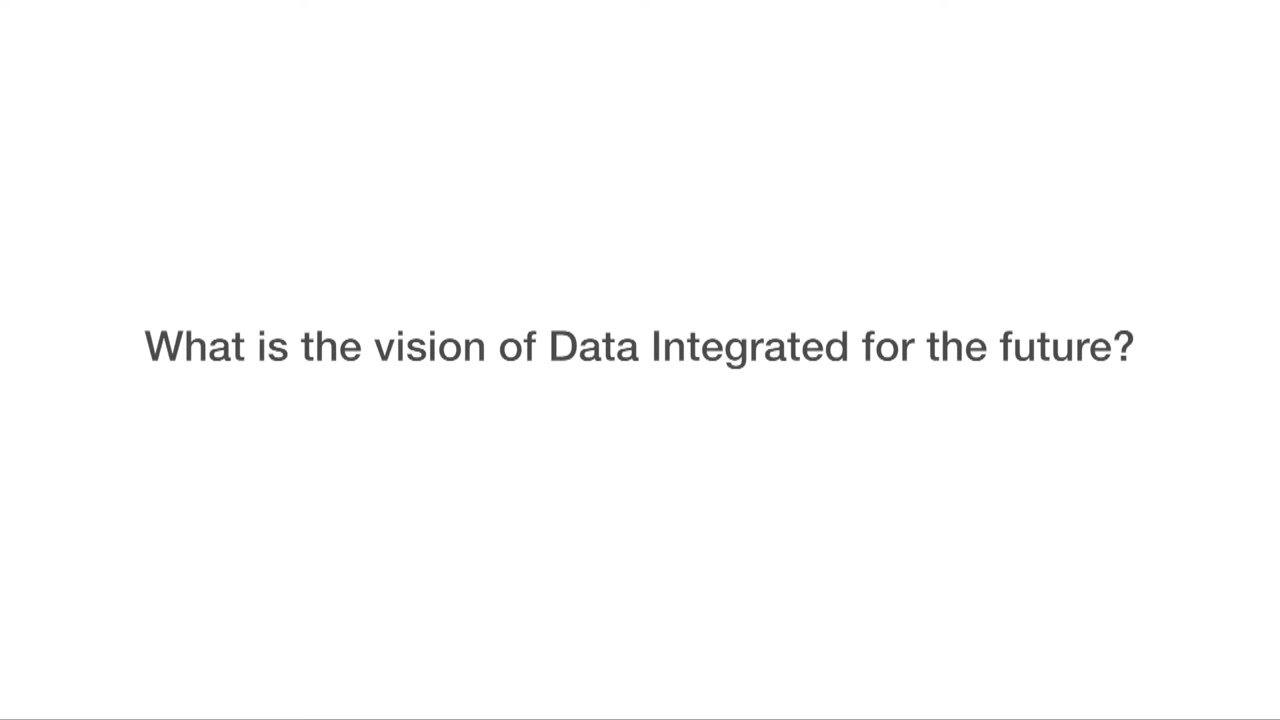 What is the vision of Data Integrated for the future?